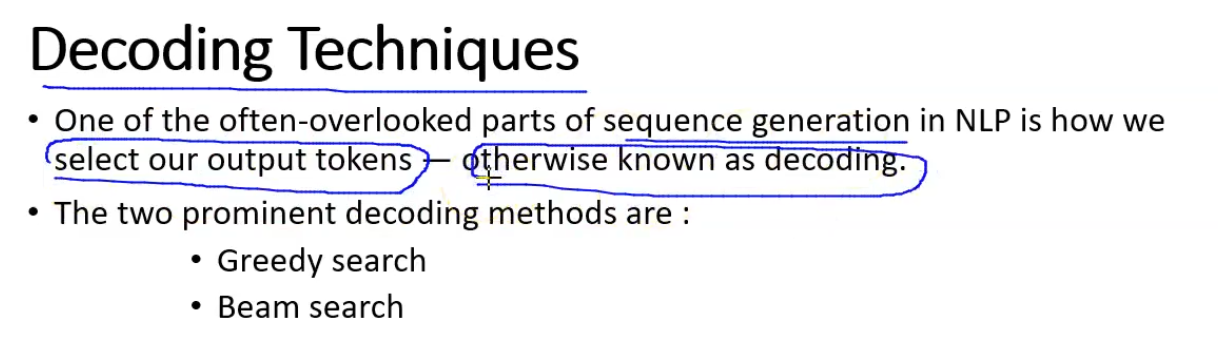 Decoding Techniques
• One of the often-overlooked parts of sequence generation in NLP is how we
select our output tokens — otherwise known as decoding.
• The two prominent decoding methods are :
• Greedy search
• Beam search